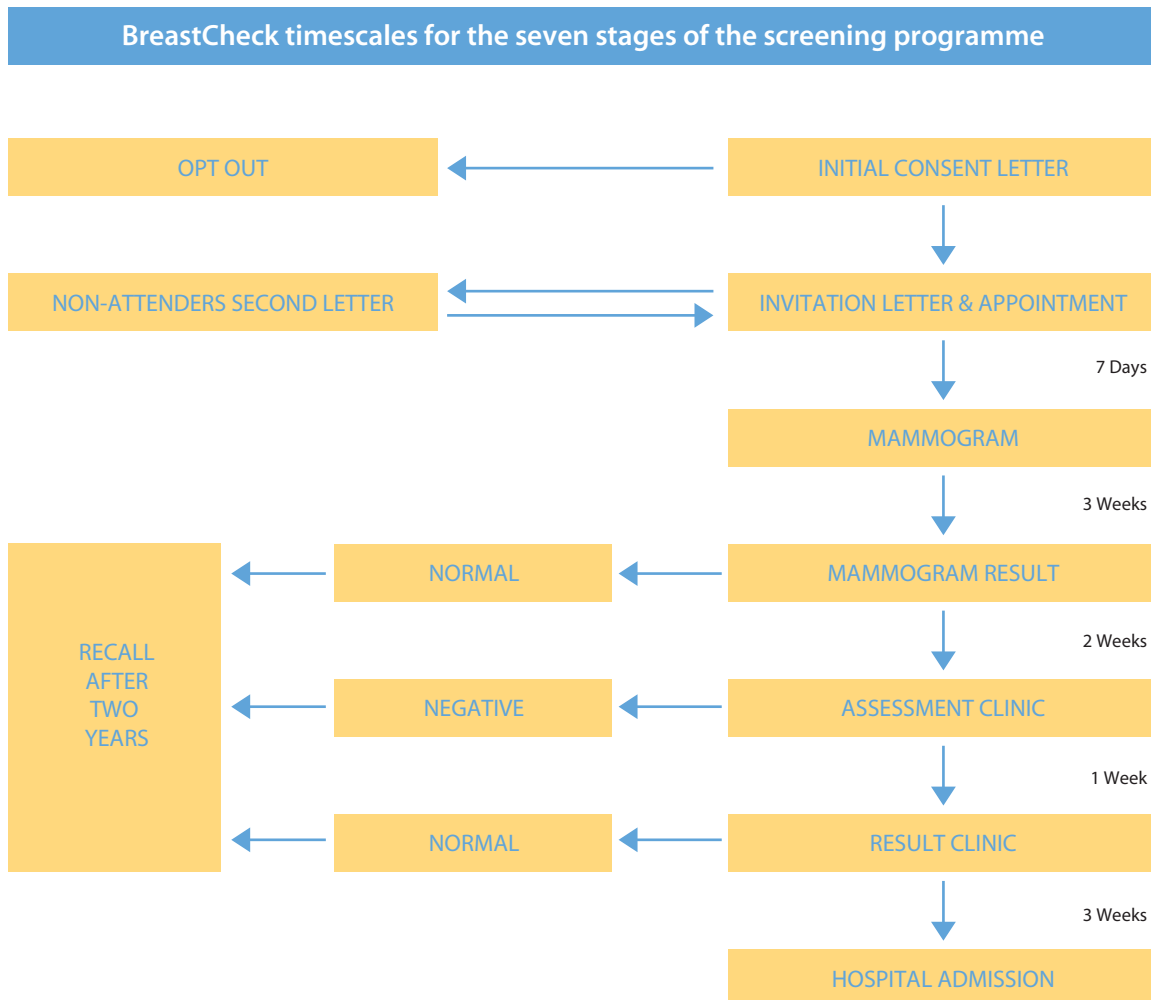 BreastCheck timescales for the seven stages of the screening programme
OPT OUT
INITIAL CONSENT LETTER
NON-ATTENDERS SECOND LETTER
INVITATION LETTER & APPOINTMENT
7 Days
MAMMOGRAM
3 Weeks
RECALL
AFTER
TWO
YEARS
NORMAL
MAMMOGRAM RESULT
2 Weeks
NEGATIVE
ASSESSMENT CLINIC
1 Week
NORMAL
RESULT CLINIC
3 Weeks
HOSPITAL ADMISSION